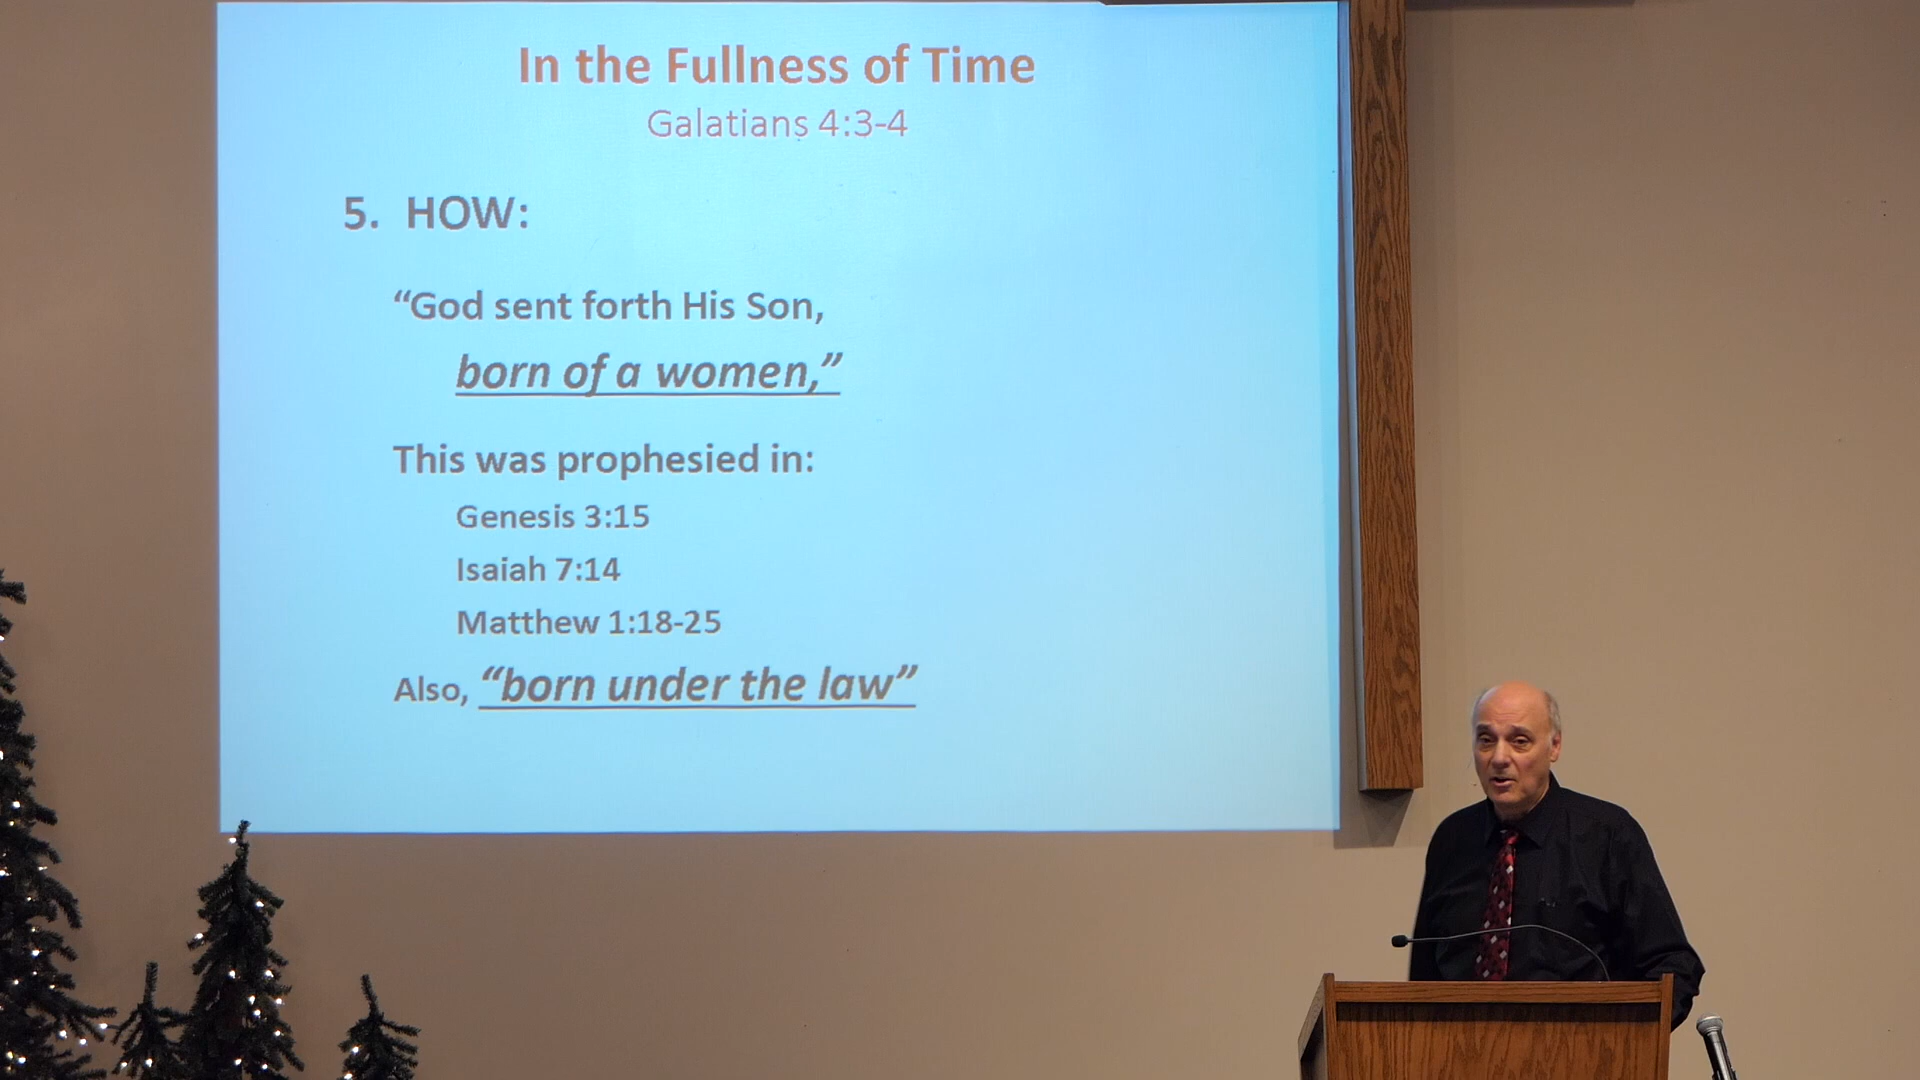 In the Fullness of Time
Galatians 4:3-4
5. HOW:
“God sent forth His Son,
born of a women,”
This was prophesied in:
Genesis 3:15
Isaiah 7:14
Matthew 1:18-25
Also, “born under the law”